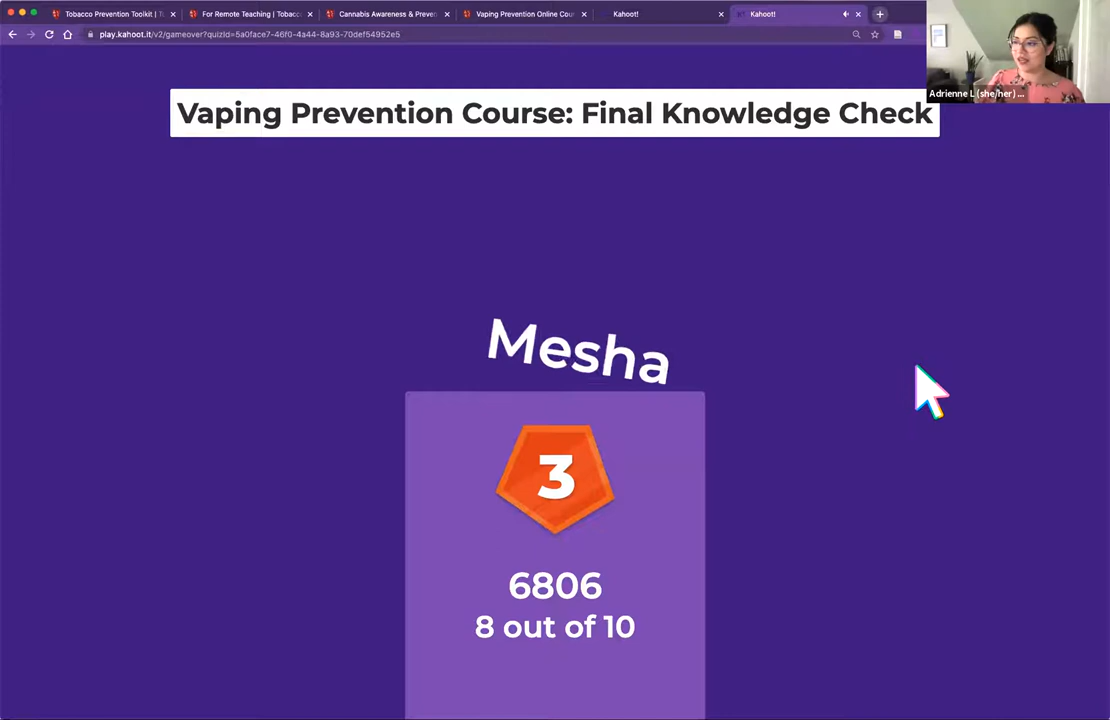 Tobacco Prevention Toolkit | T
For Remote Teaching | Tobacc
Cannabis Awareness & Preven
Vaping Prevention Online Cou
Kahoot!
Kahoot!
play.kahoot.it/v2/gameover?quizId=5a0face7-46f0-4a44-8a93-70def54952e5
Adrienne L (she/her) ...
Vaping Prevention Course: Final Knowledge Check
Mesha
3
6806
8 out of 10